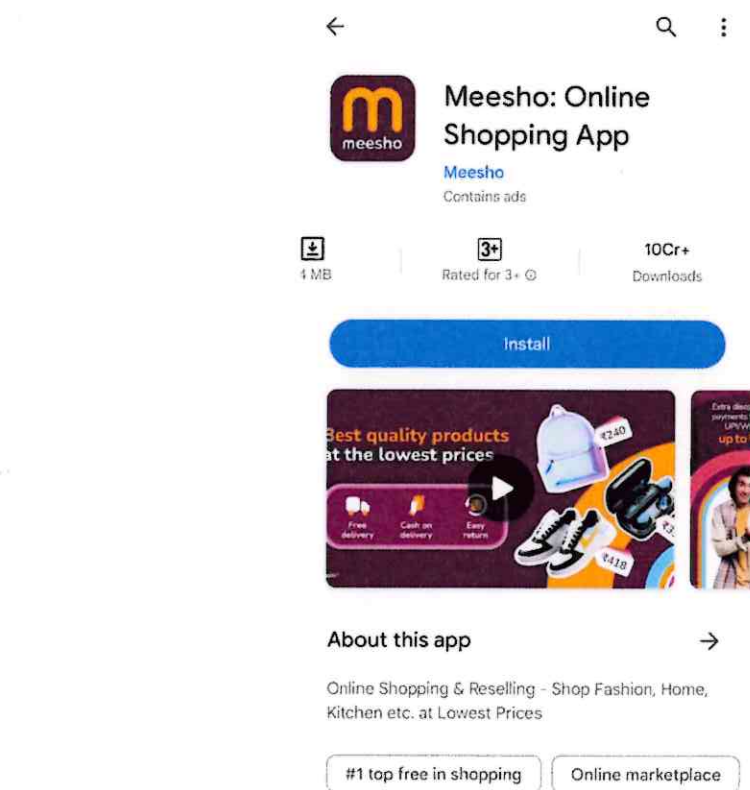 Meesho: Online
Shopping App
meesho
Meesho
Contains ads
3+
10Cr+
4 MB
Rated for 3+
Downloads
Install
Best quality products
at the lowest prices
₹240
Free delivery
Cash on delivery
Easy return
₹418
up to
About this app
Online Shopping & Reselling - Shop Fashion, Home,
Kitchen etc. at Lowest Prices
#1 top free in shopping
Online marketplace